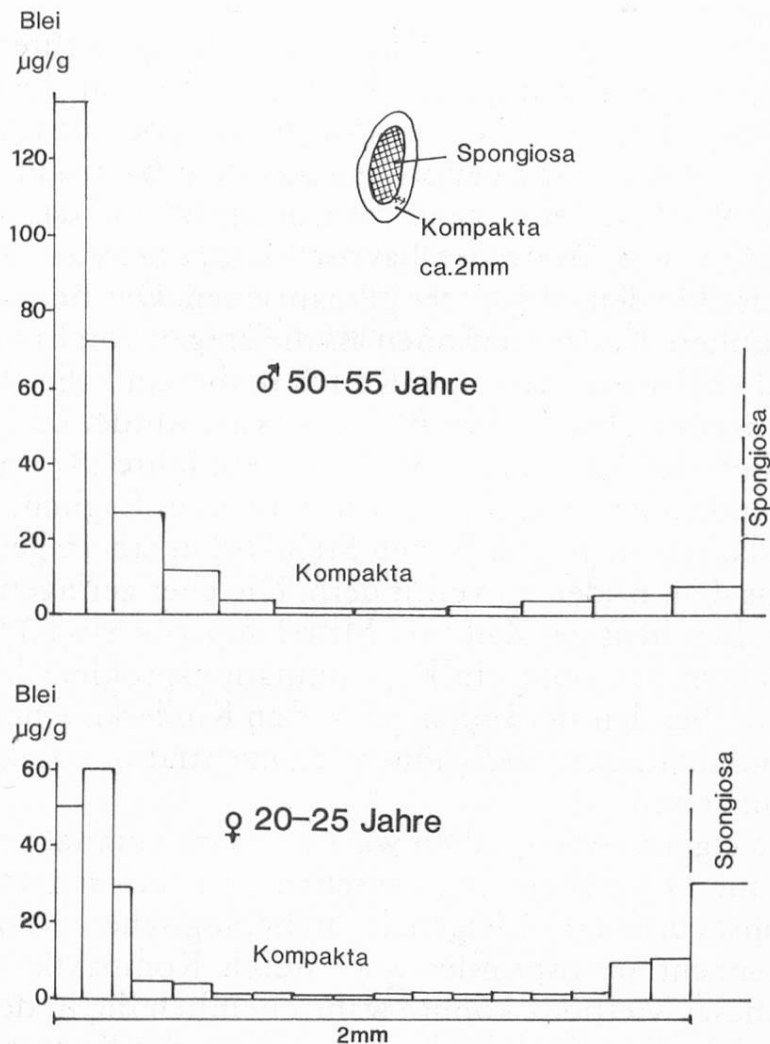 Blei
µg/g
120
100
80
60
40
20
0
Spongiosa
Kompakta
ca.2mm
♂ 50–55 Jahre
Kompakta
Spongiosa
Blei
µg/g
60
40
20
0
♀ 20–25 Jahre
Kompakta
Spongiosa
2mm